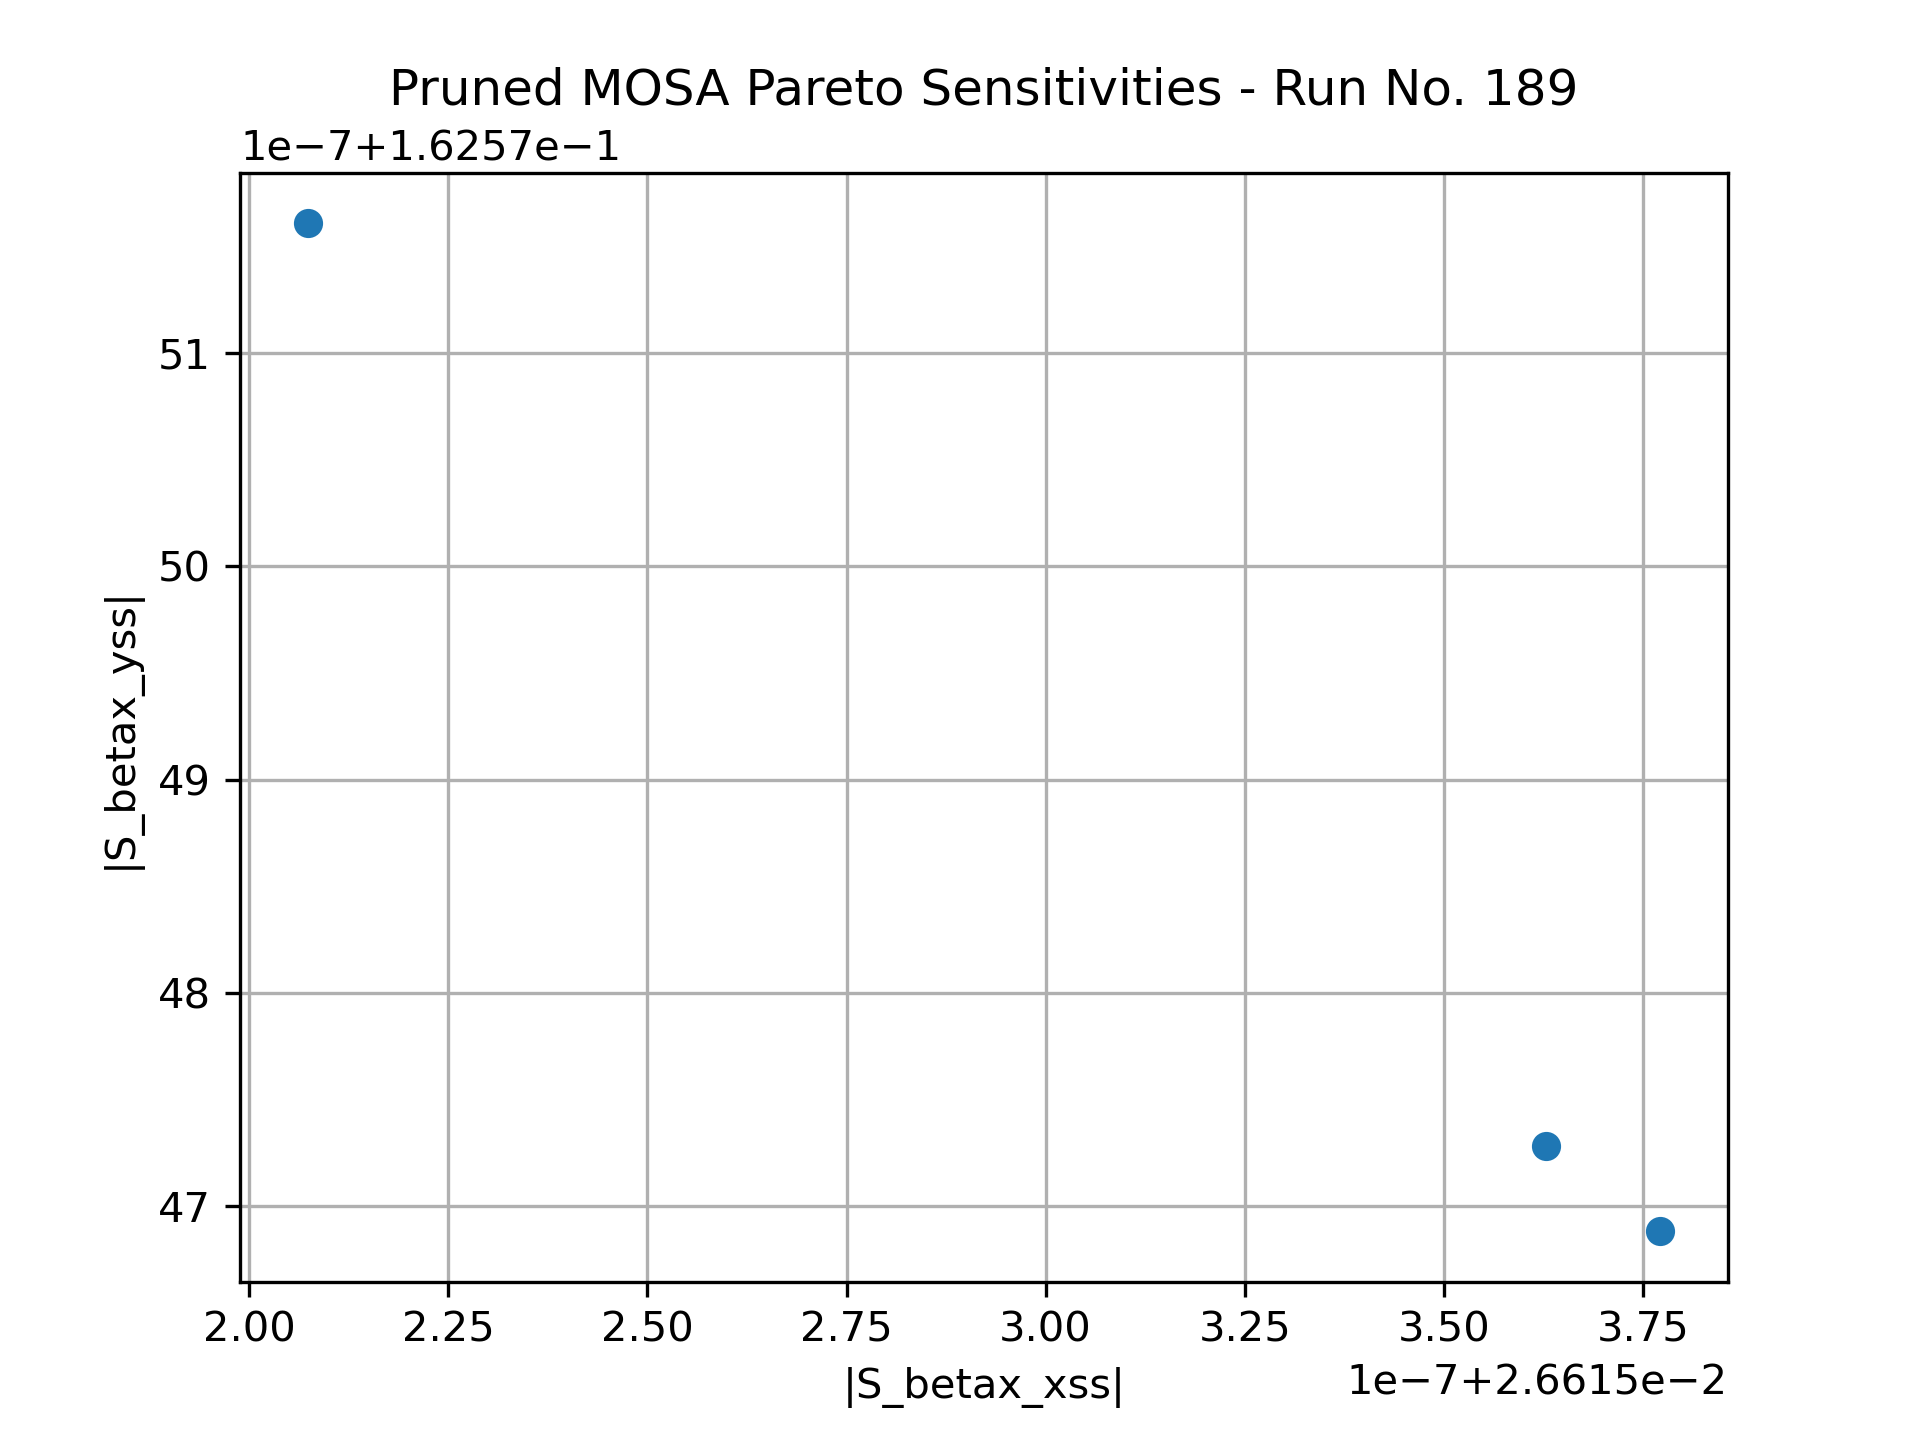 Pruned MOSA Pareto Sensitivities - Run No. 189
1e−7+1.6257e−1
51
50
49
48
47
|S_betax_yss|
2.00 2.25 2.50 2.75 3.00 3.25 3.50 3.75
|S_betax_xss|
1e−7+2.6615e−2